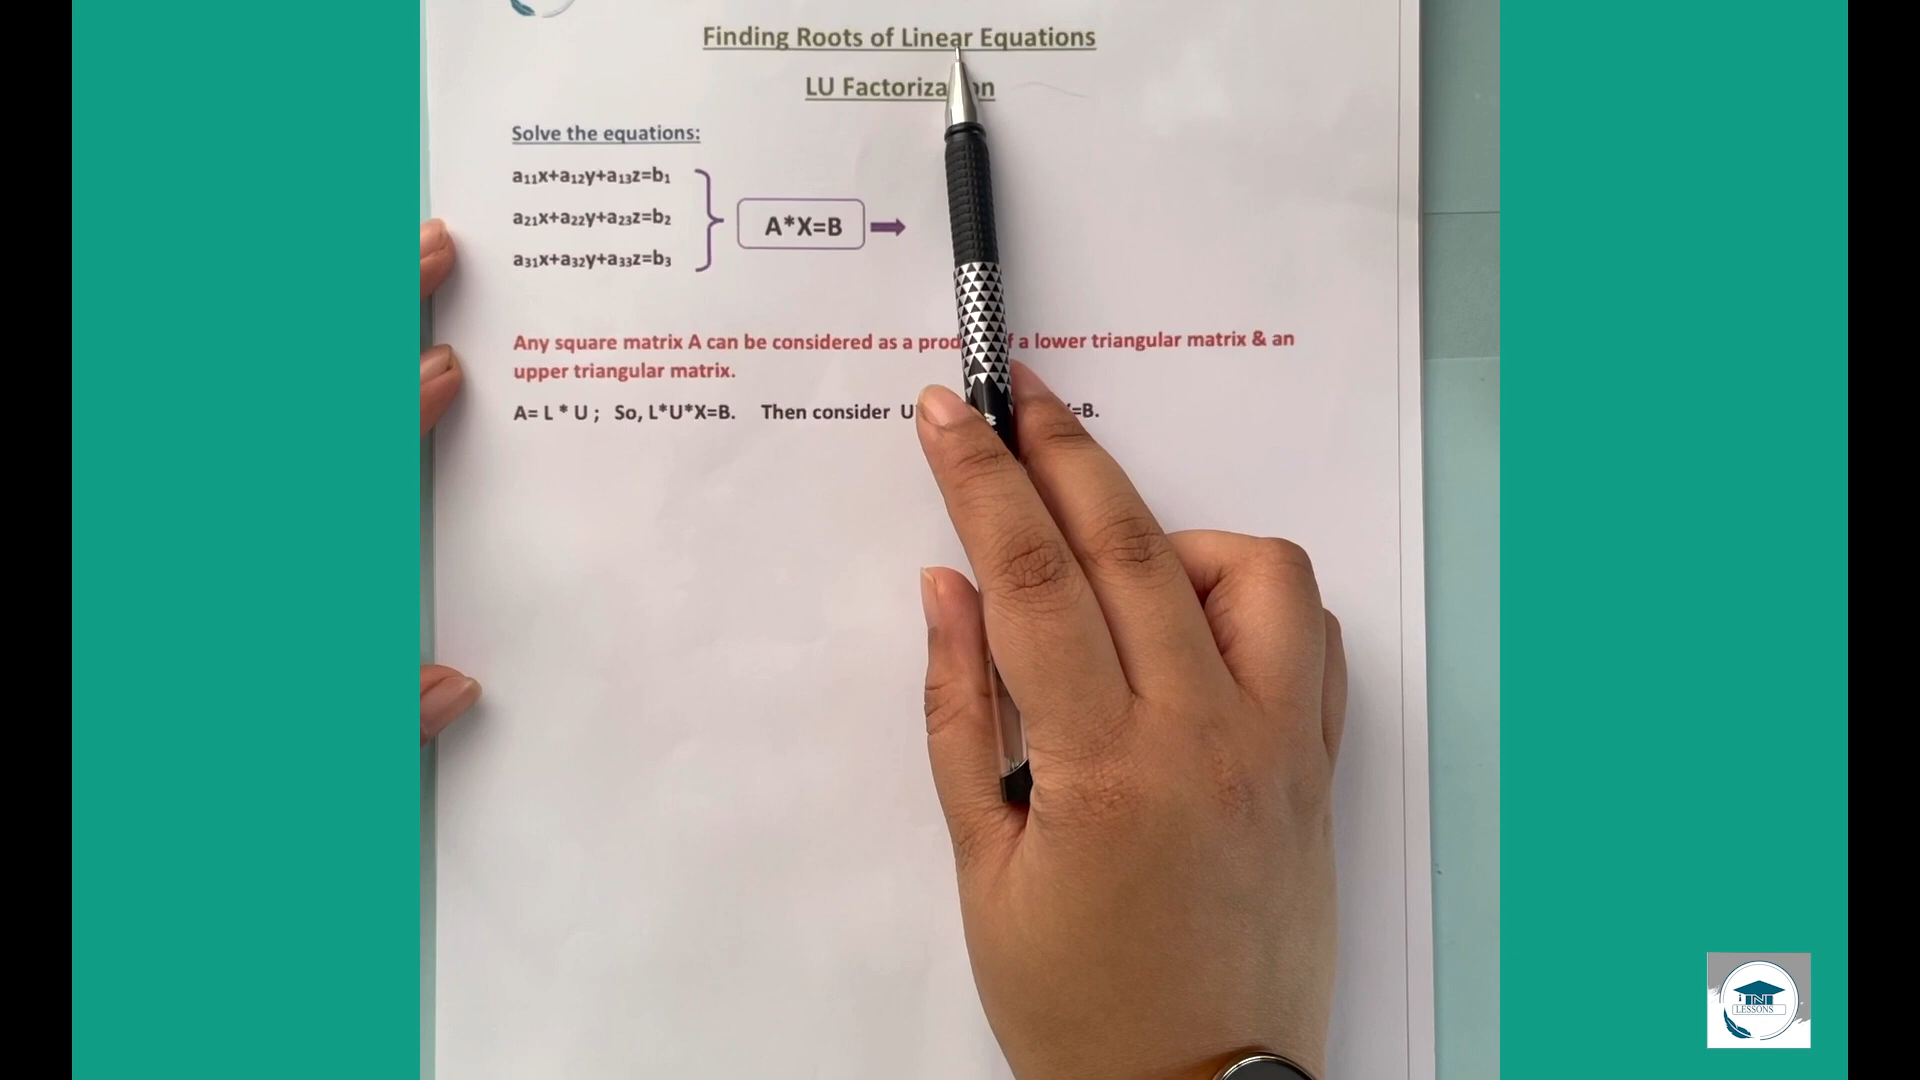 Finding Roots of Linear Equations
LU Factoriza on
Solve the equations:
a₁₁x+a₁₂y+a₁₃z=b₁
a₂₁x+a₂₂y+a₂₃z=b₂
a₃₁x+a₃₂y+a₃₃z=b₃
A*X=B
Any square matrix A can be considered as a a lower triangular matrix & an
upper triangular matrix.
A= L * U ; So, L*U*X=B. Then consider U =B.
N
LESSONS